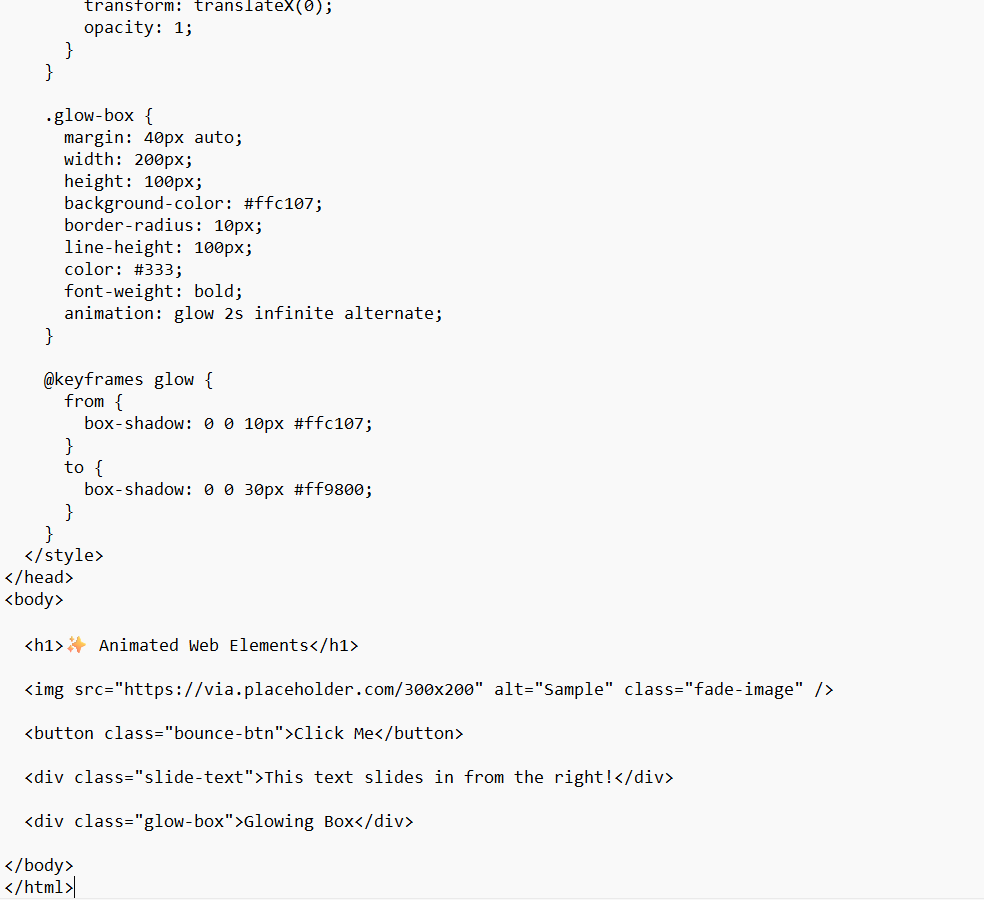 transform: translateX(0);
        opacity: 1;
      }
    }

    .glow-box {
      margin: 40px auto;
      width: 200px;
      height: 100px;
      background-color: #ffc107;
      border-radius: 10px;
      line-height: 100px;
      color: #333;
      font-weight: bold;
      animation: glow 2s infinite alternate;
    }

    @keyframes glow {
      from {
        box-shadow: 0 0 10px #ffc107;
      }
      to {
        box-shadow: 0 0 30px #ff9800;
      }
    }
  </style>
</head>
<body>

  <h1>✨ Animated Web Elements</h1>

  <img src="https://via.placeholder.com/300x200" alt="Sample" class="fade-image" />

  <button class="bounce-btn">Click Me</button>

  <div class="slide-text">This text slides in from the right!</div>

  <div class="glow-box">Glowing Box</div>

</body>
</html>